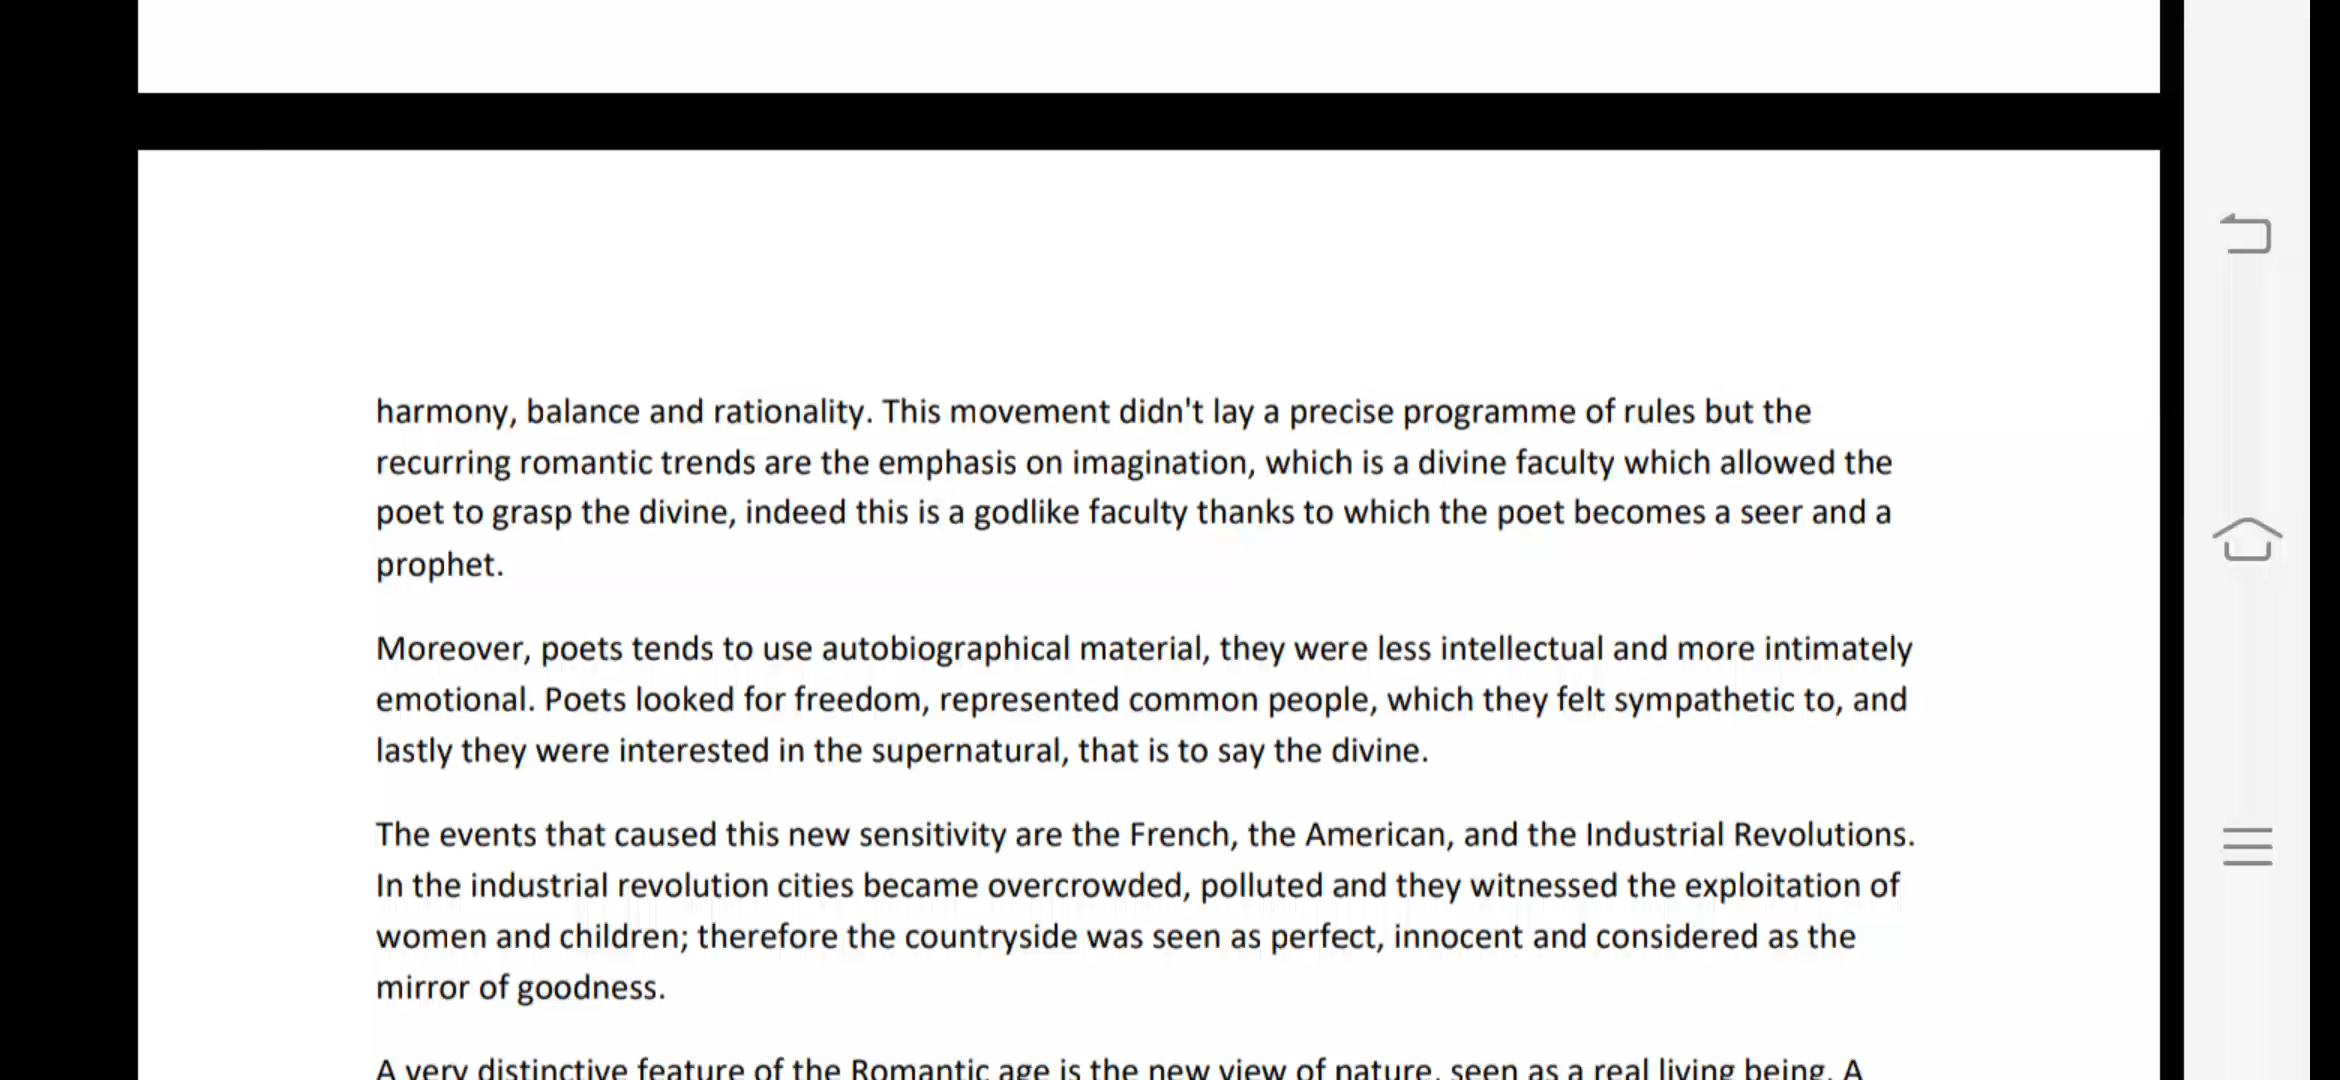 harmony, balance and rationality. This movement didn't lay a precise programme of rules but the
recurring romantic trends are the emphasis on imagination, which is a divine faculty which allowed the
poet to grasp the divine, indeed this is a godlike faculty thanks to which the poet becomes a seer and a
prophet.
Moreover, poets tends to use autobiographical material, they were less intellectual and more intimately
emotional. Poets looked for freedom, represented common people, which they felt sympathetic to, and
lastly they were interested in the supernatural, that is to say the divine.
The events that caused this new sensitivity are the French, the American, and the Industrial Revolutions.
In the industrial revolution cities became overcrowded, polluted and they witnessed the exploitation of
women and children; therefore the countryside was seen as perfect, innocent and considered as the
mirror of goodness.
A very distinctive feature of the Romantic age is the new view of nature, seen as a real living being. A